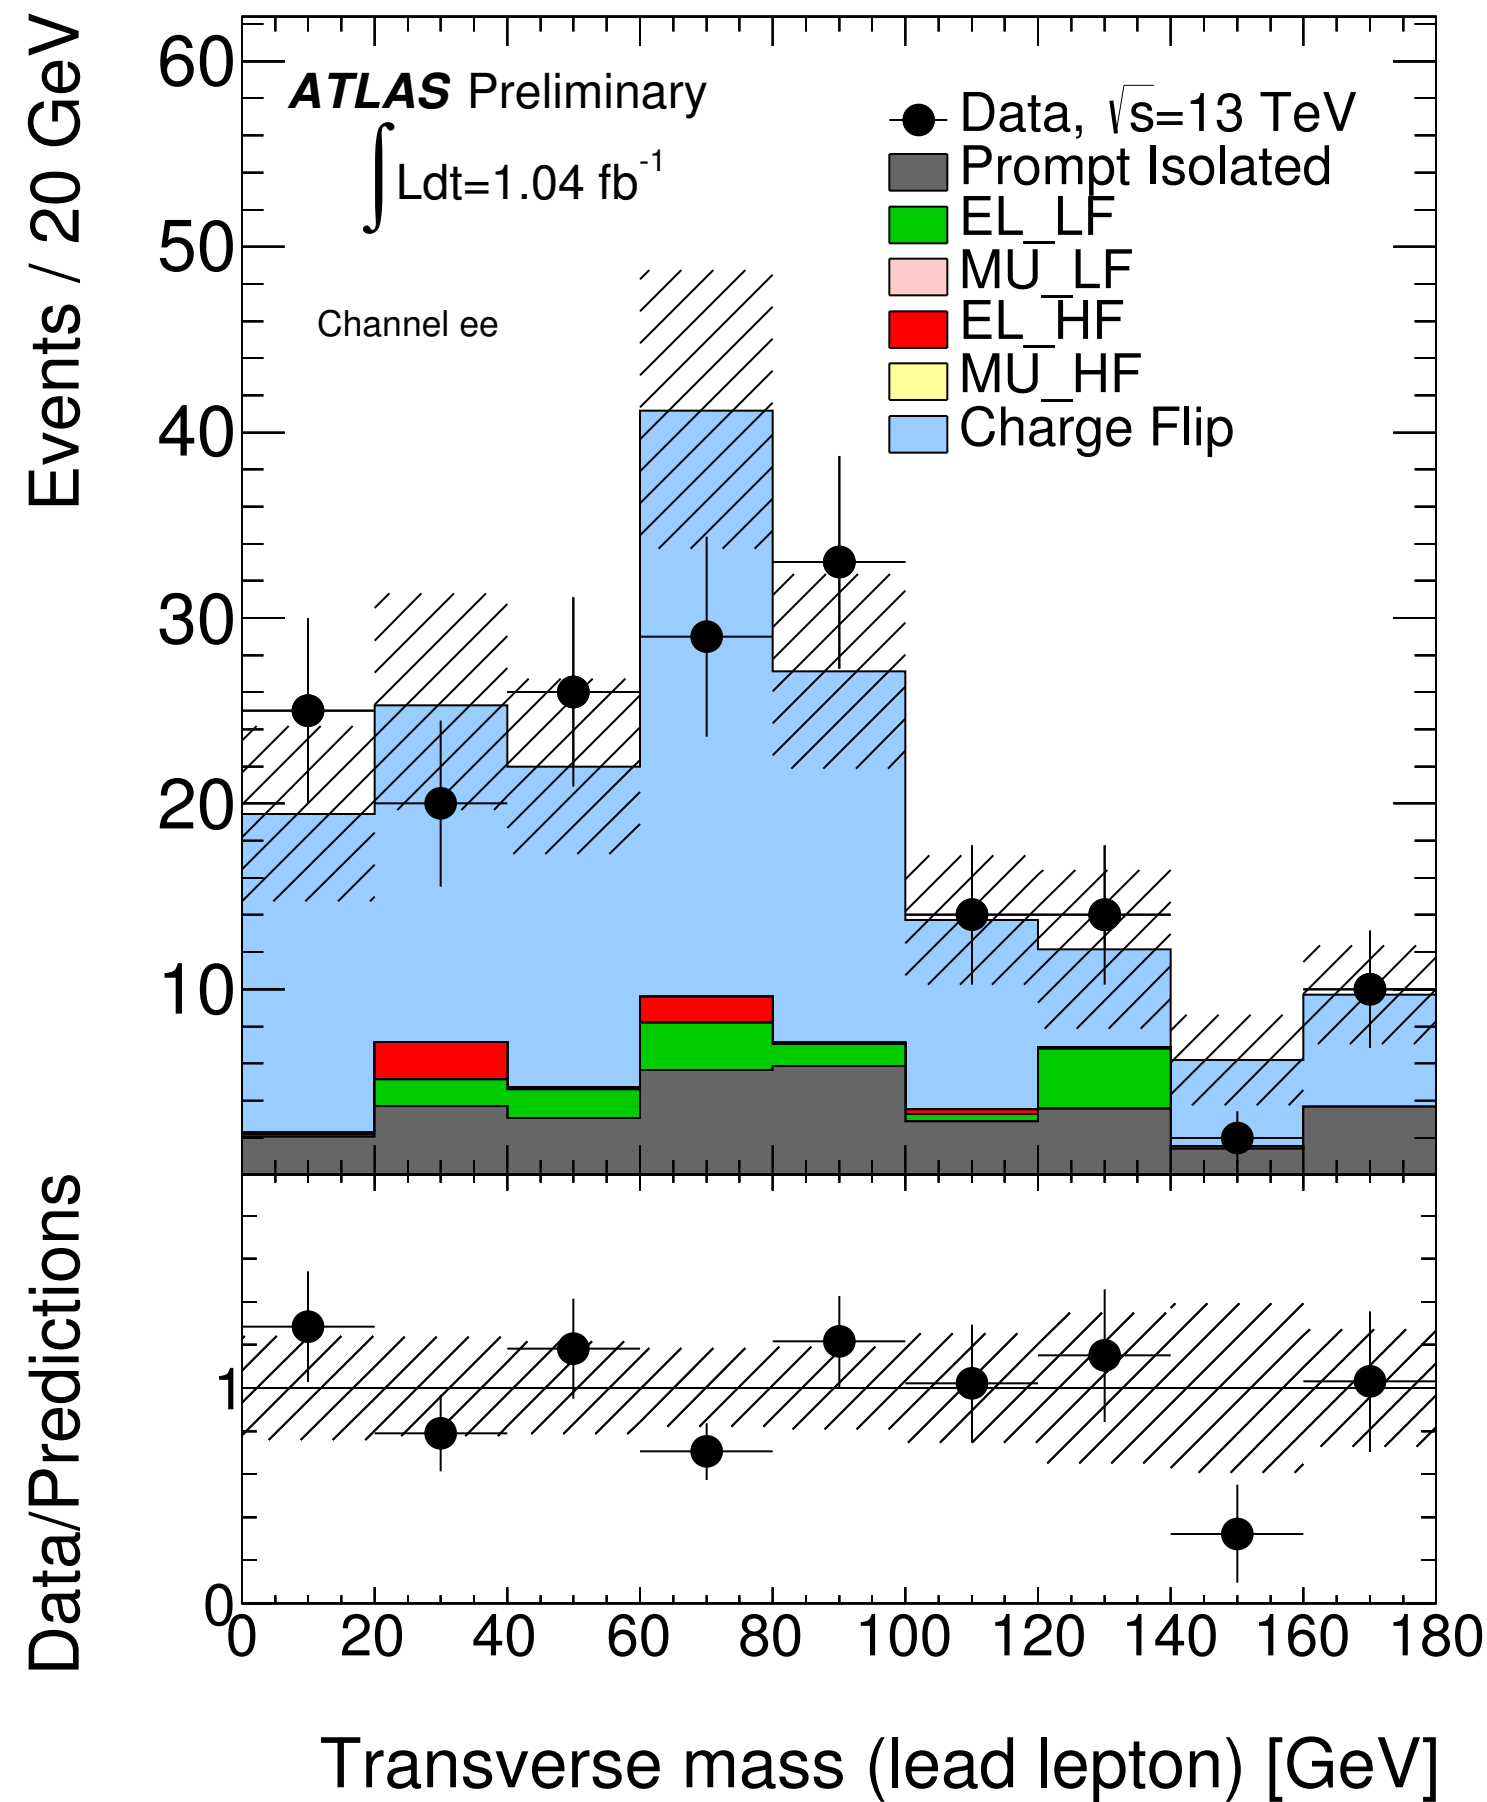 Events / 20 GeV
60
50
40
30
20
10
ATLAS Preliminary
∫Ldt=1.04 fb⁻¹
Channel ee
Data, √s=13 TeV
Prompt Isolated
EL_LF
MU_LF
EL_HF
MU_HF
Charge Flip
Data/Predictions
1
0
0 20 40 60 80 100 120 140 160 180
Transverse mass (lead lepton) [GeV]